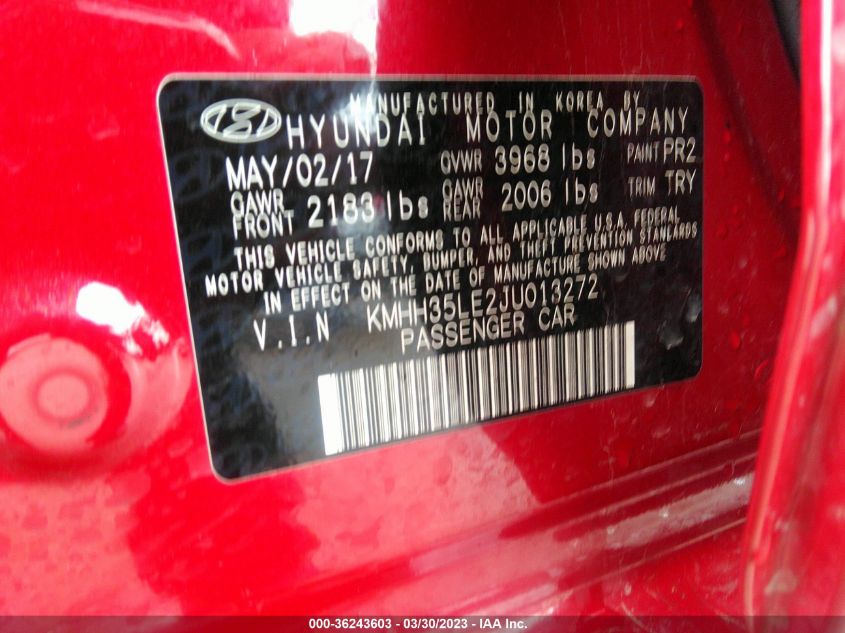 MANUFACTURED IN KOREA BY
HYUNDAI MOTOR COMPANY
MAY/02/17 GVWR 3968 lbs PAINT PR2
GAWR FRONT 2183 lbs GAWR REAR 2006 lbs TRIM TRY
THIS VEHICLE CONFORMS TO ALL APPLICABLE U.S.A. FEDERAL
MOTOR VEHICLE SAFETY, BUMPER, AND THEFT PREVENTION STANDARDS
IN EFFECT ON THE DATE OF MANUFACTURE SHOWN ABOVE
V.I.N KMHH35LE2JU013272
PASSENGER CAR
000-36243603 - 03/30/2023 - IAA Inc.